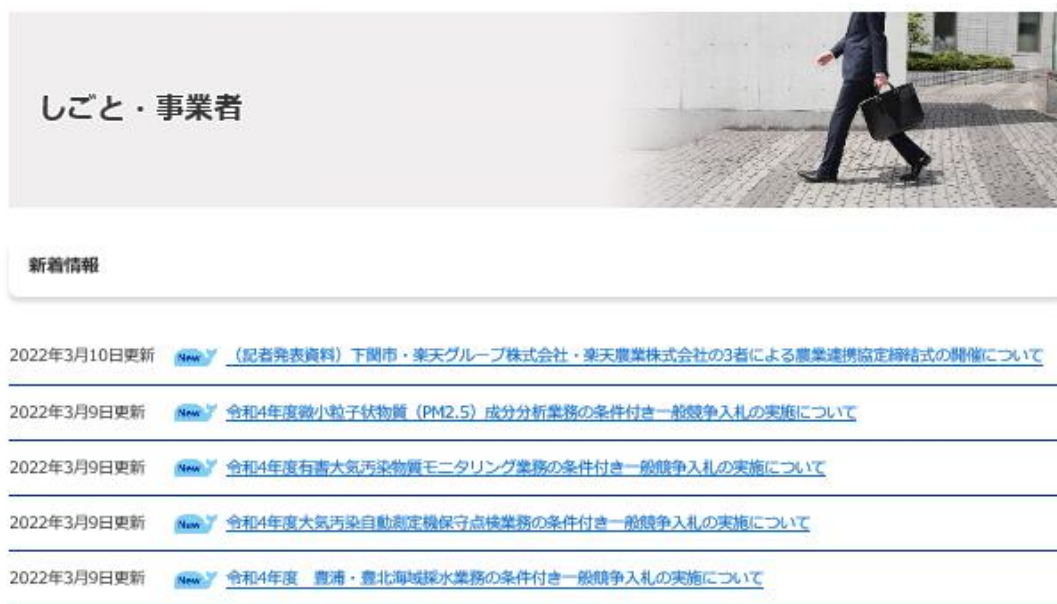 しごと・事業者
新着情報
2022年3月10日更新 New （記者発表資料）下関市・楽天グループ株式会社・楽天農業株式会社の3者による農業連携協定締結式の開催について
2022年3月9日更新 New 令和4年度微小粒子状物質（PM2.5）成分分析業務の条件付き一般競争入札の実施について
2022年3月9日更新 New 令和4年度有害大気汚染物質モニタリング業務の条件付き一般競争入札の実施について
2022年3月9日更新 New 令和4年度大気汚染自動測定機保守点検業務の条件付き一般競争入札の実施について
2022年3月9日更新 New 令和4年度　豊浦・豊北海域採水業務の条件付き一般競争入札の実施について